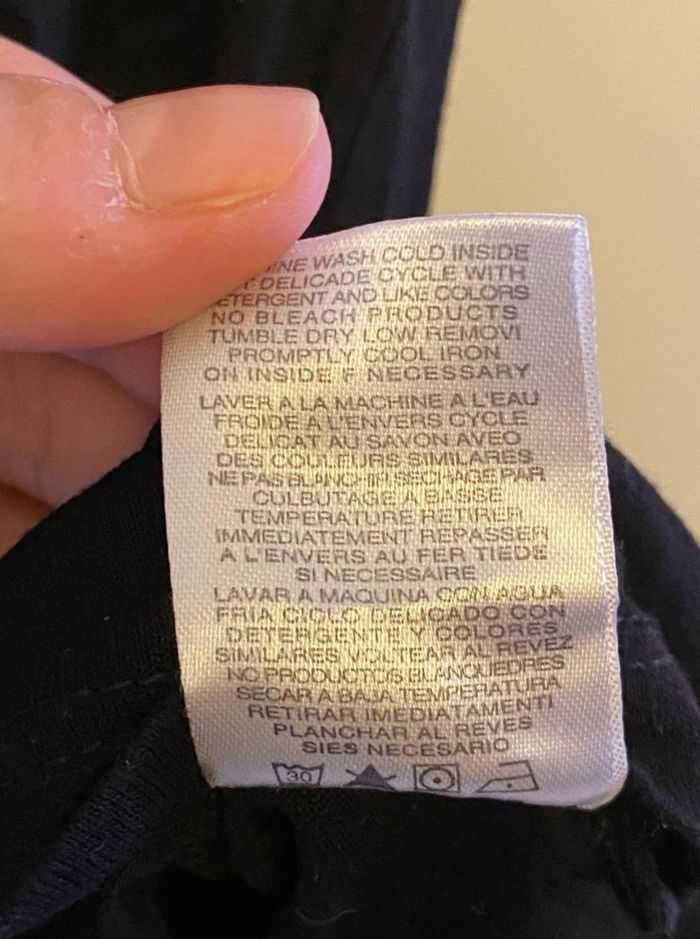 INE WASH COLD INSIDE
DELICADE CYCLE WITH
ETERGENT AND LIKE COLORS
NO BLEACH PRODUCTS
TUMBLE DRY LOW REMOVI
PROMPTLY COOL IRON
ON INSIDE F NECESSARY
LAVER A LA MACHINE A L'EAU
FROIDE A L'ENVERS CYCLE
DELICAT AU SAVON AVEO
DES COULEURS SIMILARES
NE PAS BLANCHIR SECHAGE PAR
CULBUTAGE A BASSE
TEMPERATURE RETIRER
IMMEDIATEMENT REPASSER
A L'ENVERS AU FER TIEDE
SI NECESSAIRE
LAVAR A MAQUINA CON AGUA
FRIA CICLO DELICADO CON
DETERGENTE Y COLORES
SIMILARES VOLTEAR AL REVEZ
NO PRODUCTOS BLANQUEDRES
SECAR A BAJA TEMPERATURA
RETIRAR IMEDIATAMENTI
PLANCHAR AL REVES
SIES NECESARIO
30